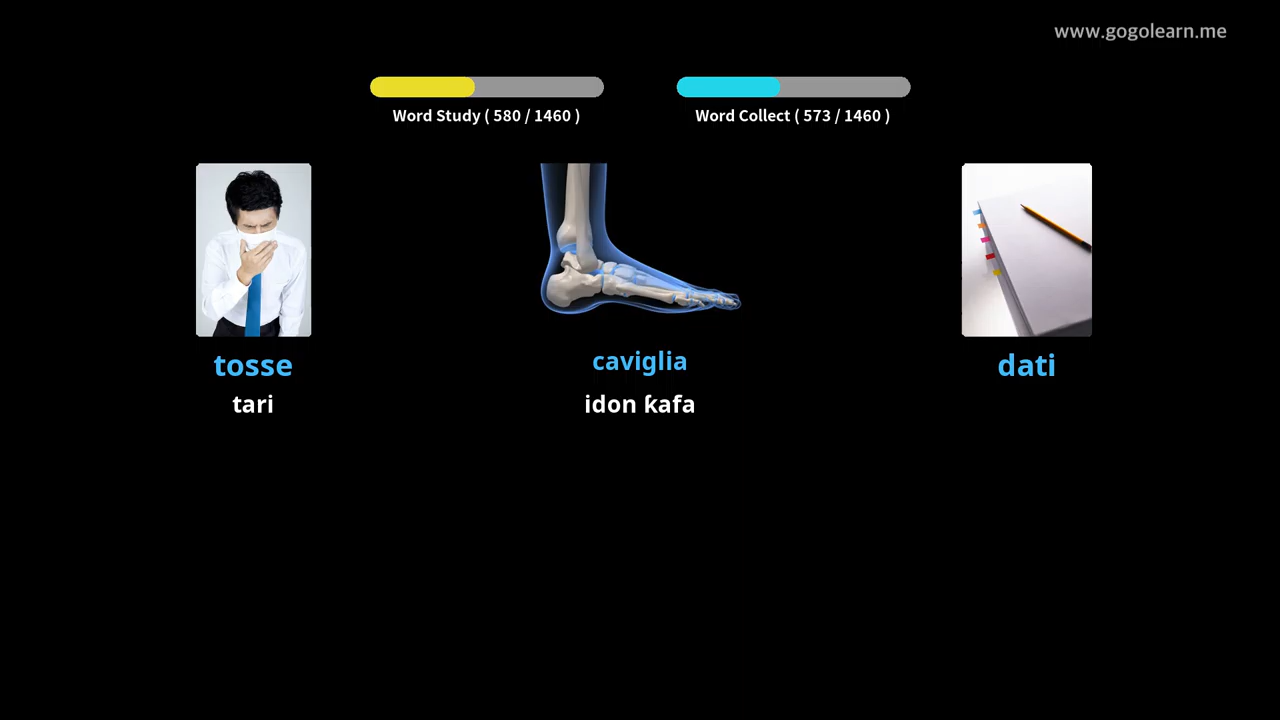 www.gogolearn.me
Word Study ( 580 / 1460 )
Word Collect ( 573 / 1460 )
tosse
tari
caviglia
idon ƙafa
dati